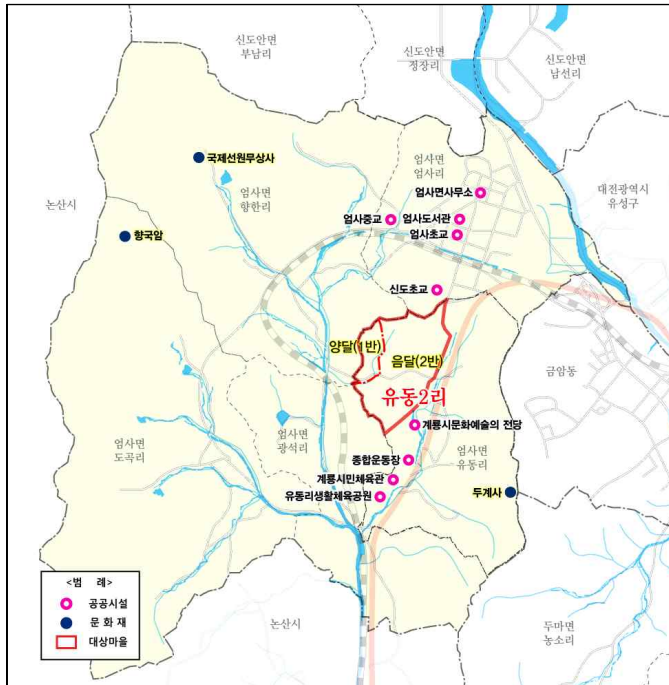 신도안면
부남리
신도안면
정장리
신도안면
남선리
국제선원무상사
엄사면
향한리
엄사면
엄사리
엄사면사무소
대전광역시
유성구
논산시
엄사중교
엄사도서관
엄사초교
향국암
신도초교
양달(1반)
음달(2반)
금암동
유동2리
엄사면
도곡리
엄사면
광석리
계룡시문화예술의 전당
종합운동장
엄사면
유동리
계룡시민체육관
유동리생활체육공원
투계사
<범 례>
공공시설
문 화 재
대상마을
논산시
두마면
농소리